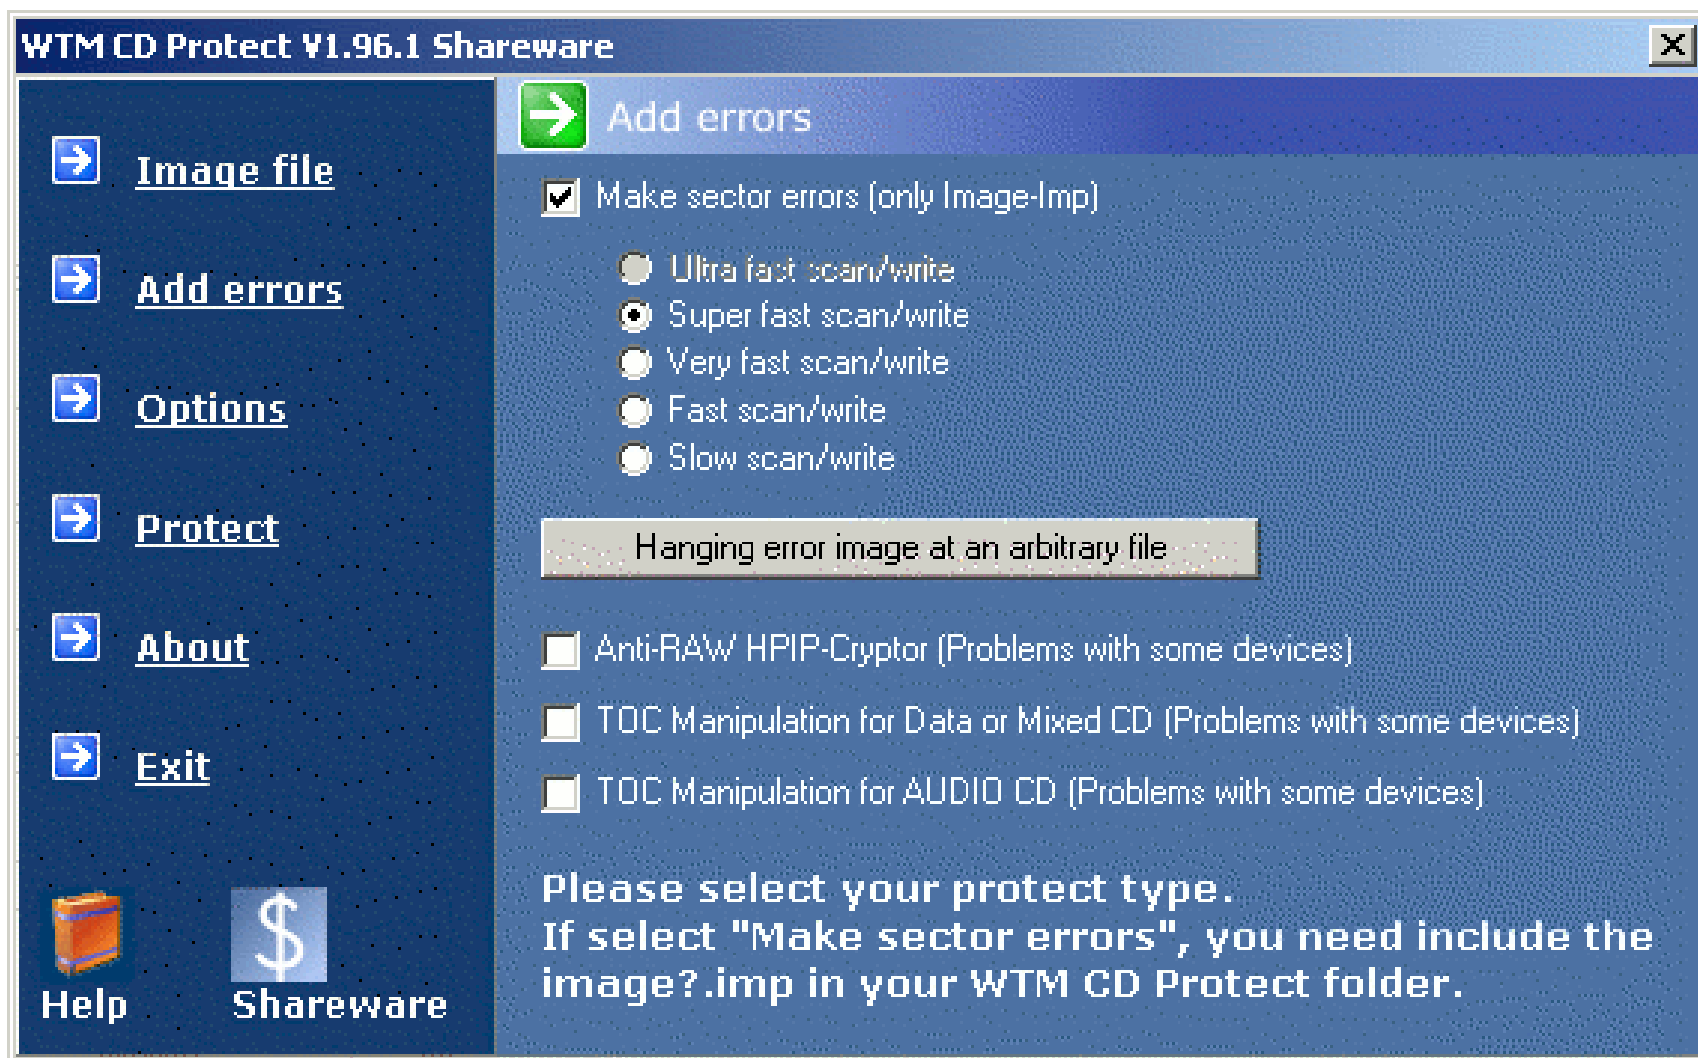 WTM CD Protect V1.96.1 Shareware
Image file
Add errors
Options
Protect
About
Exit
Help
Shareware
Add errors
Make sector errors (only Image-Imp)
Ultra fast scan/write
Super fast scan/write
Very fast scan/write
Fast scan/write
Slow scan/write
Hanging error image at an arbitrary file
Anti-RAW HPIP-Cryptor (Problems with some devices)
TOC Manipulation for Data or Mixed CD (Problems with some devices)
TOC Manipulation for AUDIO CD (Problems with some devices)
Please select your protect type.
If select "Make sector errors", you need include the
image?.imp in your WTM CD Protect folder.